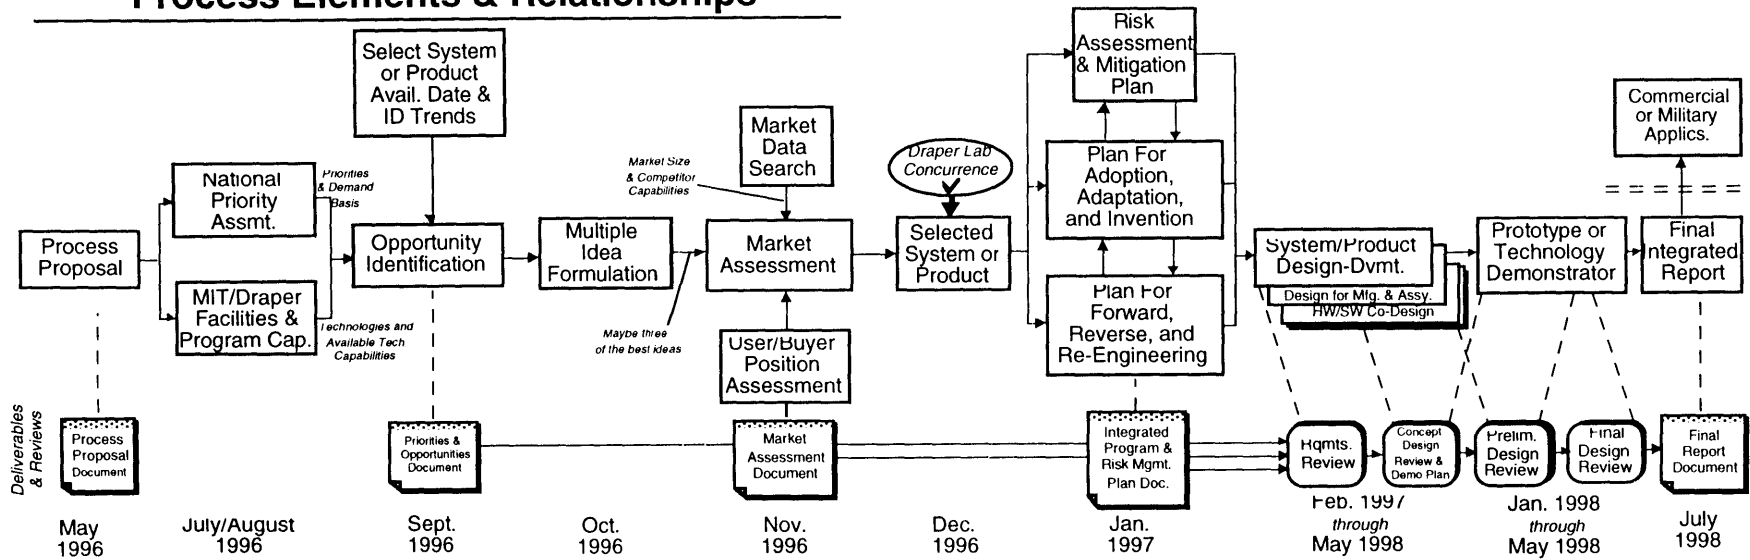 Process Elements & Relationships
Select System
or Product
Avail. Date &
ID Trends
National
Priority
Assmt.
Priorities
& Demand
Basis
Process
Proposal
MIT/Draper
Facilities &
Program Cap.
Technologies and
Available Tech
Capabilities
Opportunity
Identification
Multiple
Idea
Formulation
Market Size
& Competitor
Capabilities
Maybe three
of the best ideas
Market
Data
Search
Market
Assessment
User/Buyer
Position
Assessment
Draper Lab
Concurrence
Selected
System or
Product
Risk
Assessment
& Mitigation
Plan
Plan For
Adoption,
Adaptation,
and Invention
Plan For
Forward,
Reverse, and
Re-Engineering
System/Product
Design-Dvmt.
Design for Mfg. & Assy.
HW/SW Co-Design
Prototype or
Technology
Demonstrator
Commercial
or Military
Applics.
Final
Integrated
Report
Deliverables
& Reviews
Process
Proposal
Document
Priorities &
Opportunities
Document
Market
Assessment
Document
Integrated
Program &
Risk Mgmt.
Plan Doc.
Rqmts.
Review
Concept
Design
Review &
Demo Plan
Prelim.
Design
Review
Final
Design
Review
Final
Report
Document
May
1996
July/August
1996
Sept.
1996
Oct.
1996
Nov.
1996
Dec.
1996
Jan.
1997
Feb. 1997
through
May 1998
Jan. 1998
through
May 1998
July
1998